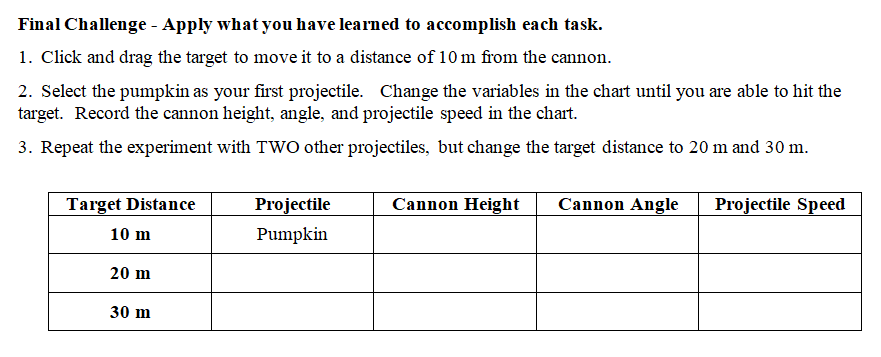 Final Challenge - Apply what you have learned to accomplish each task.
1. Click and drag the target to move it to a distance of 10 m from the cannon.
2. Select the pumpkin as your first projectile. Change the variables in the chart until you are able to hit the
target. Record the cannon height, angle, and projectile speed in the chart.
3. Repeat the experiment with TWO other projectiles, but change the target distance to 20 m and 30 m.
Target Distance Projectile Cannon Height Cannon Angle Projectile Speed
10 m Pumpkin
20 m
30 m